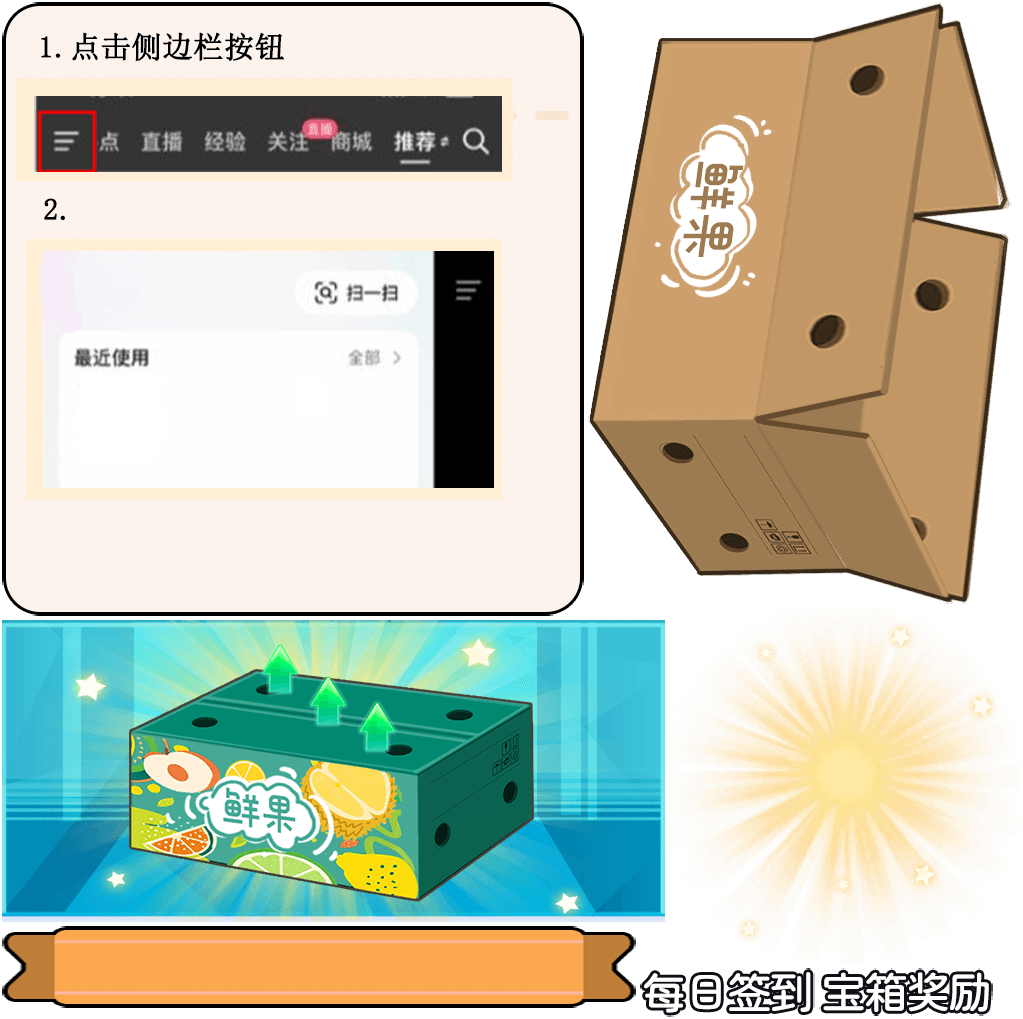 1. 点击侧边栏按钮
点 直播 经验 关注 直播 商城 推荐
2.
扫一扫
最近使用 全部
鲜果
鲜果
每日签到 宝箱奖励